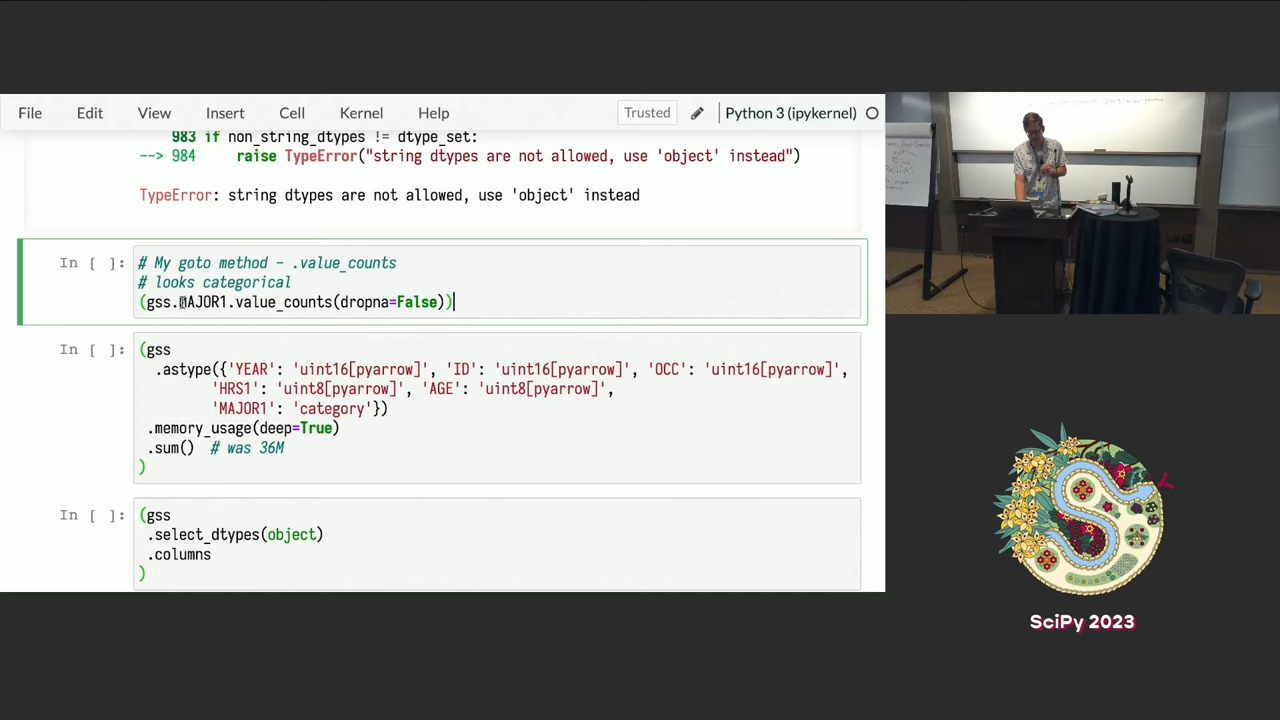 File Edit View Insert Cell Kernel Help Trusted Python 3 (ipykernel)
983 if non_string_dtypes != dtype_set:
--> 984 raise TypeError("string dtypes are not allowed, use 'object' instead")
TypeError: string dtypes are not allowed, use 'object' instead
In [ ]:
# My goto method - .value_counts
# looks categorical
(gss.MAJOR1.value_counts(dropna=False))
In [ ]:
(gss
.astype({'YEAR': 'uint16[pyarrow]', 'ID': 'uint16[pyarrow]', 'OCC': 'uint16[pyarrow]',
'HRS1': 'uint8[pyarrow]', 'AGE': 'uint8[pyarrow]',
'MAJOR1': 'category'})
.memory_usage(deep=True)
.sum() # was 36M
)
In [ ]:
(gss
.select_dtypes(object)
.columns
)
SciPy 2023